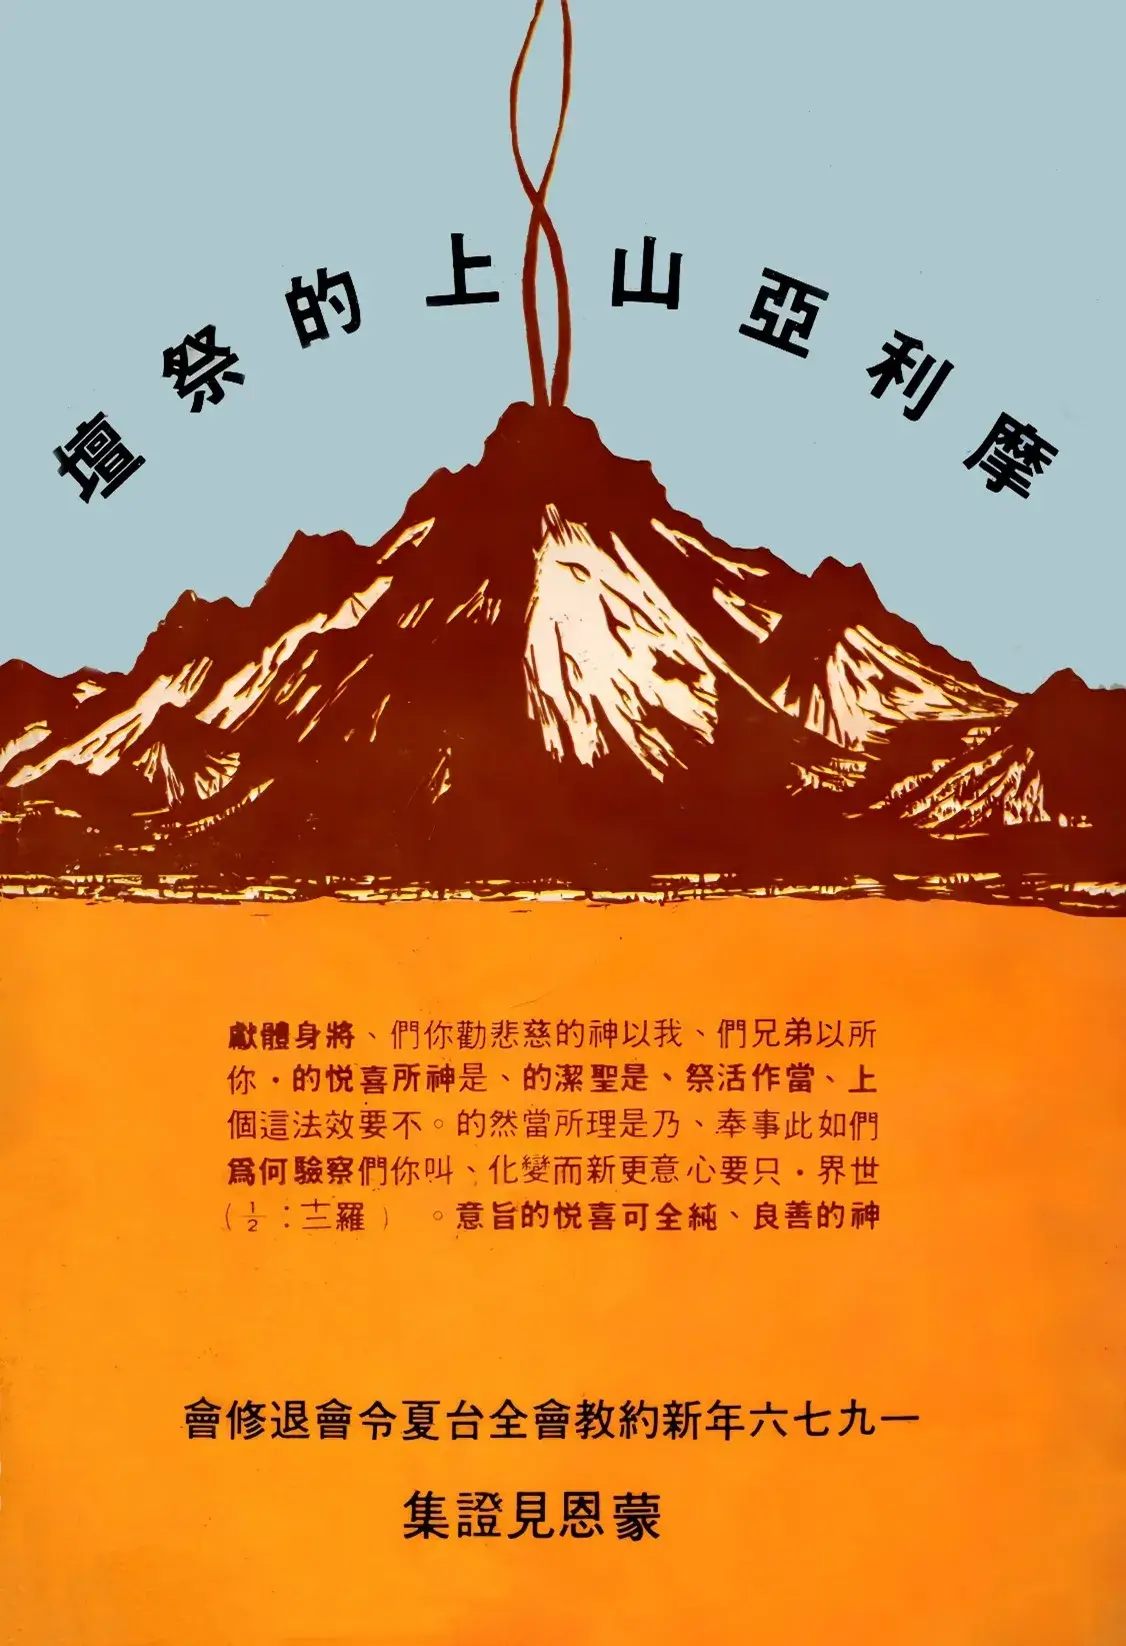 摩利亞山上的祭壇
所以弟兄們、我以神的慈悲勸你們、將身體獻
上、當作活祭、是聖潔的、是神所喜悅的・你
們如此事奉、乃是理所當然的。不要效法這個
世界・只要心意更新而變化、叫你們察驗何爲
神的善良、純全可喜悅的旨意。(羅十二：1/2)
一九七六年新約教會全台夏令會退修會
蒙恩見證集